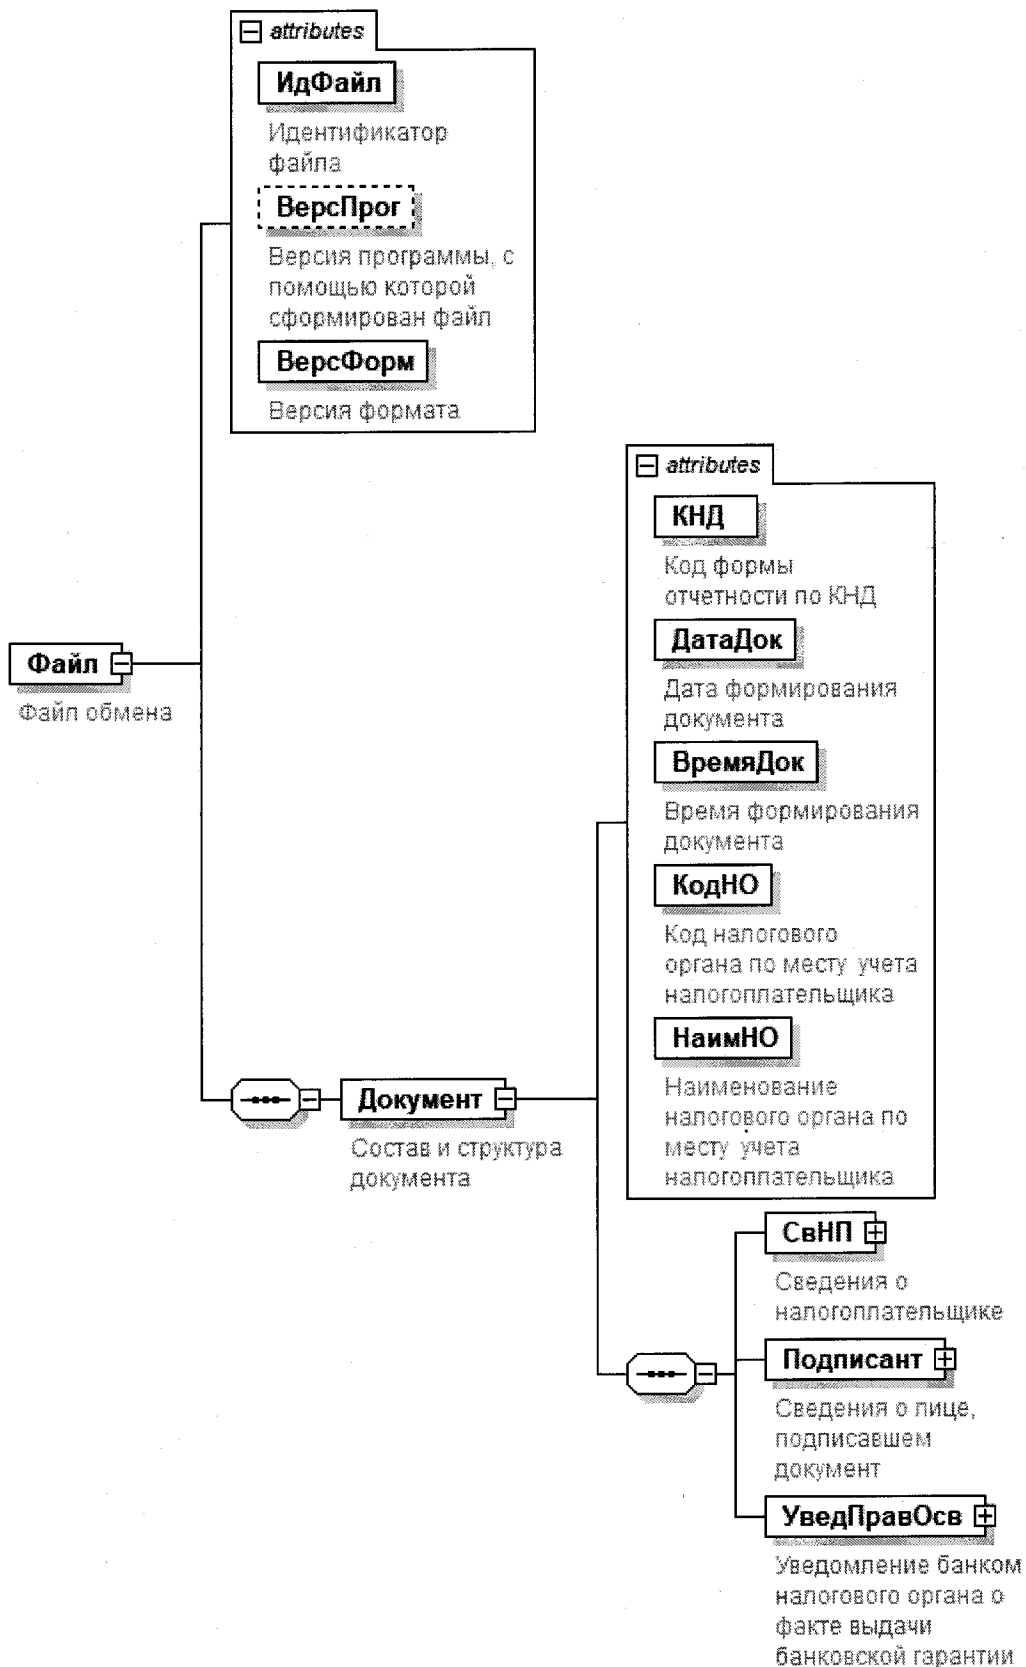 attributes
ИдФайл
Идентификатор
файла
ВерсПрог
Версия программы, с
помощью которой
сформирован файл
ВерсФорм
Версия формата
Файл
Файл обмена
Документ
Состав и структура
документа
attributes
КНД
Код формы
отчетности по КНД
ДатаДок
Дата формирования
документа
ВремяДок
Время формирования
документа
КодНО
Код налогового
органа по месту учета
налогоплательщика
НаимНО
Наименование
налогового органа по
месту учета
налогоплательщика
СвНП
Сведения о
налогоплательщике
Подписант
Сведения о лице,
подписавшем
документ
УведПравОсв
Уведомление банком
налогового органа о
факте выдачи
банковской гарантии